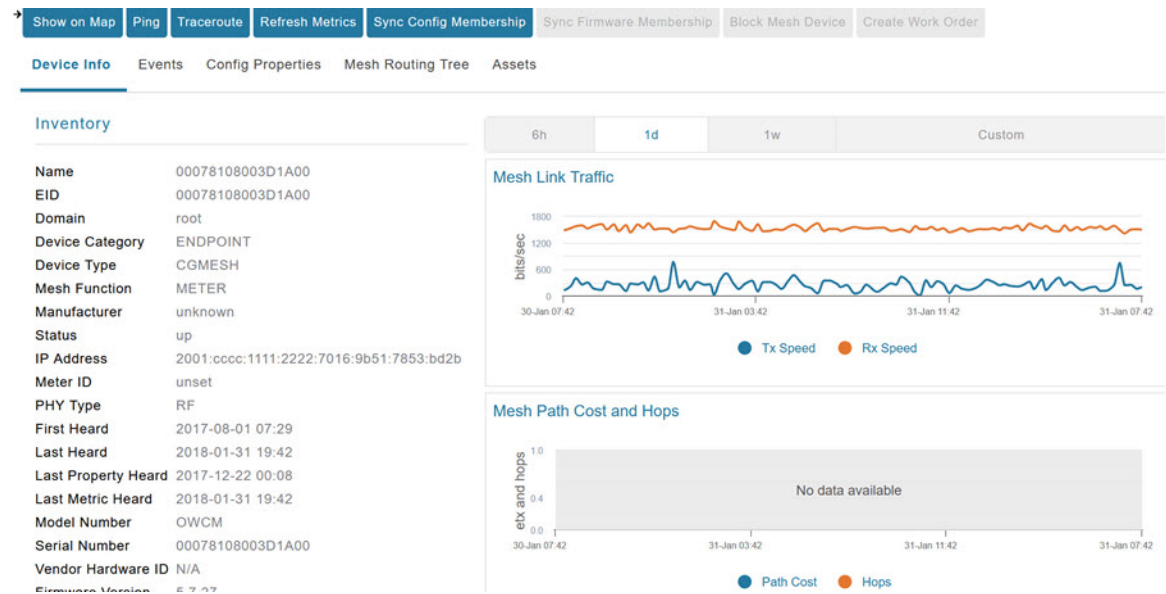 Show on Map Ping Traceroute Refresh Metrics Sync Config Membership Sync Firmware Membership Block Mesh Device Create Work Order
Device Info Events Config Properties Mesh Routing Tree Assets
Inventory
Name 00078108003D1A00
EID 00078108003D1A00
Domain root
Device Category ENDPOINT
Device Type CGMESH
Mesh Function METER
Manufacturer unknown
Status up
IP Address 2001:cccc:1111:2222:7016:9b51:7853:bd2b
Meter ID unset
PHY Type RF
First Heard 2017-08-01 07:29
Last Heard 2018-01-31 19:42
Last Property Heard 2017-12-22 00:08
Last Metric Heard 2018-01-31 19:42
Model Number OWCM
Serial Number 00078108003D1A00
Vendor Hardware ID N/A
Firmware Version 5.7.27
6h 1d 1w Custom
Mesh Link Traffic
bits/sec
1800
1200
600
0
30-Jan 07:42 31-Jan 03:42 31-Jan 11:42 31-Jan 07:42
Tx Speed Rx Speed
Mesh Path Cost and Hops
etx and hops
1.0
0.4
0.0
No data available
30-Jan 07:42 31-Jan 03:42 31-Jan 11:42 31-Jan 07:42
Path Cost Hops